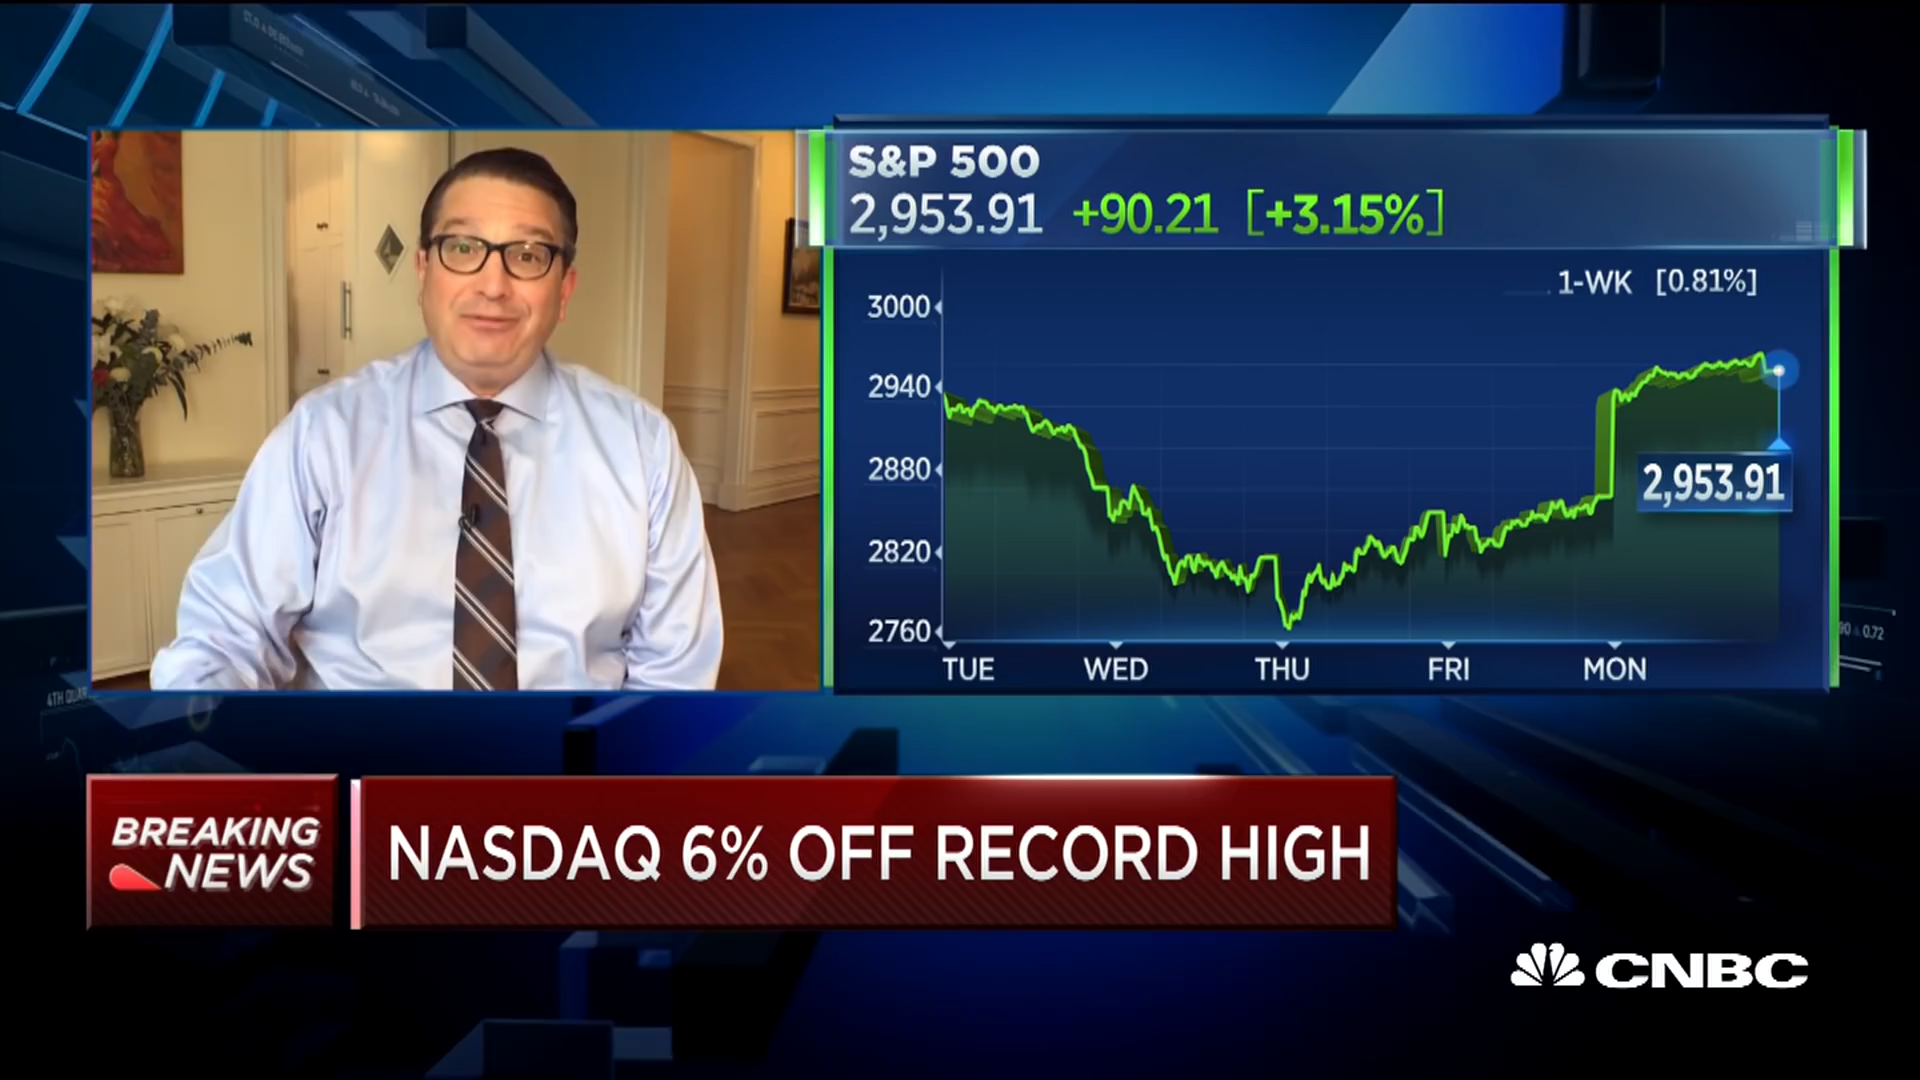 S&P 500
2,953.91 +90.21 [+3.15%]
1-WK [0.81%]
3000
2940
2880
2820
2760
2,953.91
TUE WED THU FRI MON
BREAKING
NEWS
NASDAQ 6% OFF RECORD HIGH
CNBC